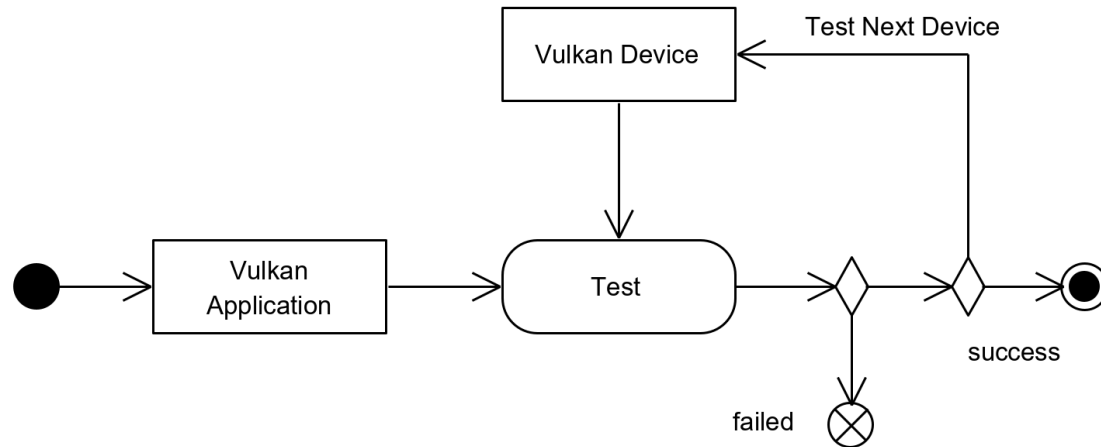 Test Next Device
Vulkan Device
Vulkan
Application
Test
success
failed